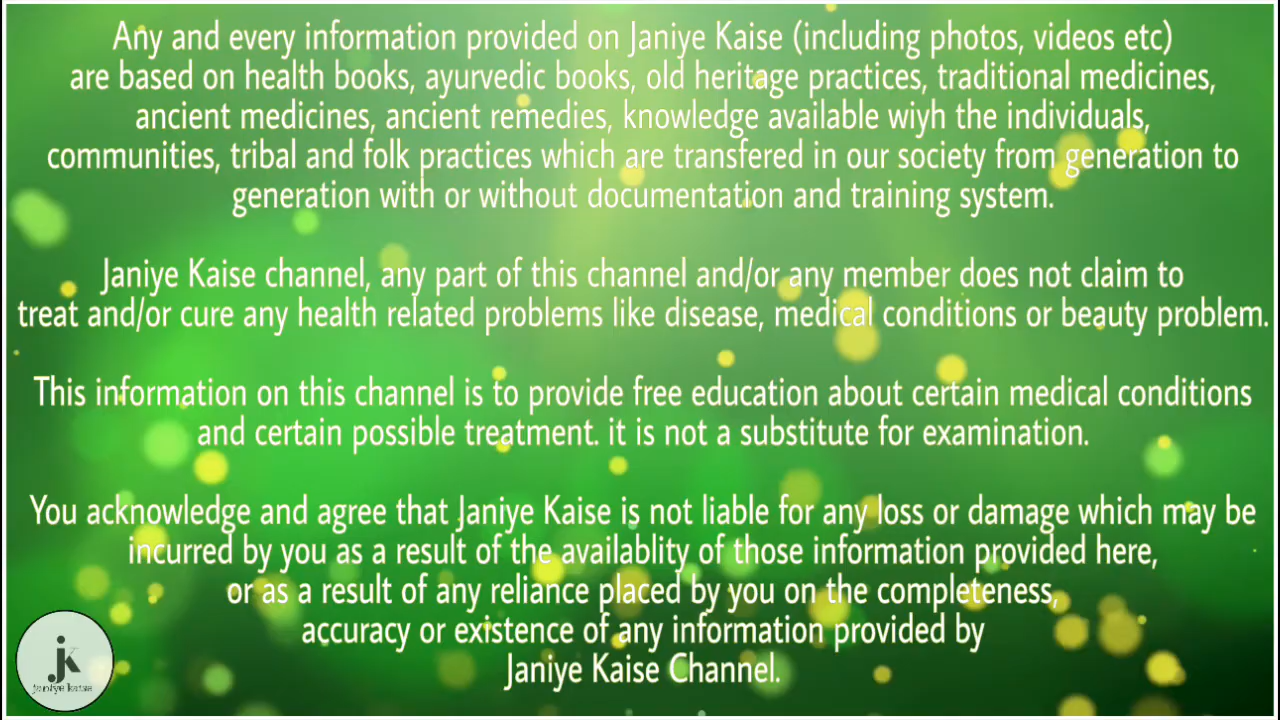 Any and every information provided on Janiye Kaise (including photos, videos etc)
are based on health books, ayurvedic books, old heritage practices, traditional medicines,
ancient medicines, ancient remedies, knowledge available wiyh the individuals,
communities, tribal and folk practices which are transfered in our society from generation to
generation with or without documentation and training system.
Janiye Kaise channel, any part of this channel and/or any member does not claim to
treat and/or cure any health related problems like disease, medical conditions or beauty problem.
This information on this channel is to provide free education about certain medical conditions
and certain possible treatment. it is not a substitute for examination.
You acknowledge and agree that Janiye Kaise is not liable for any loss or damage which may be
incurred by you as a result of the availablity of those information provided here,
or as a result of any reliance placed by you on the completeness,
accuracy or existence of any information provided by
Janiye Kaise Channel.
jk
janiye kaise